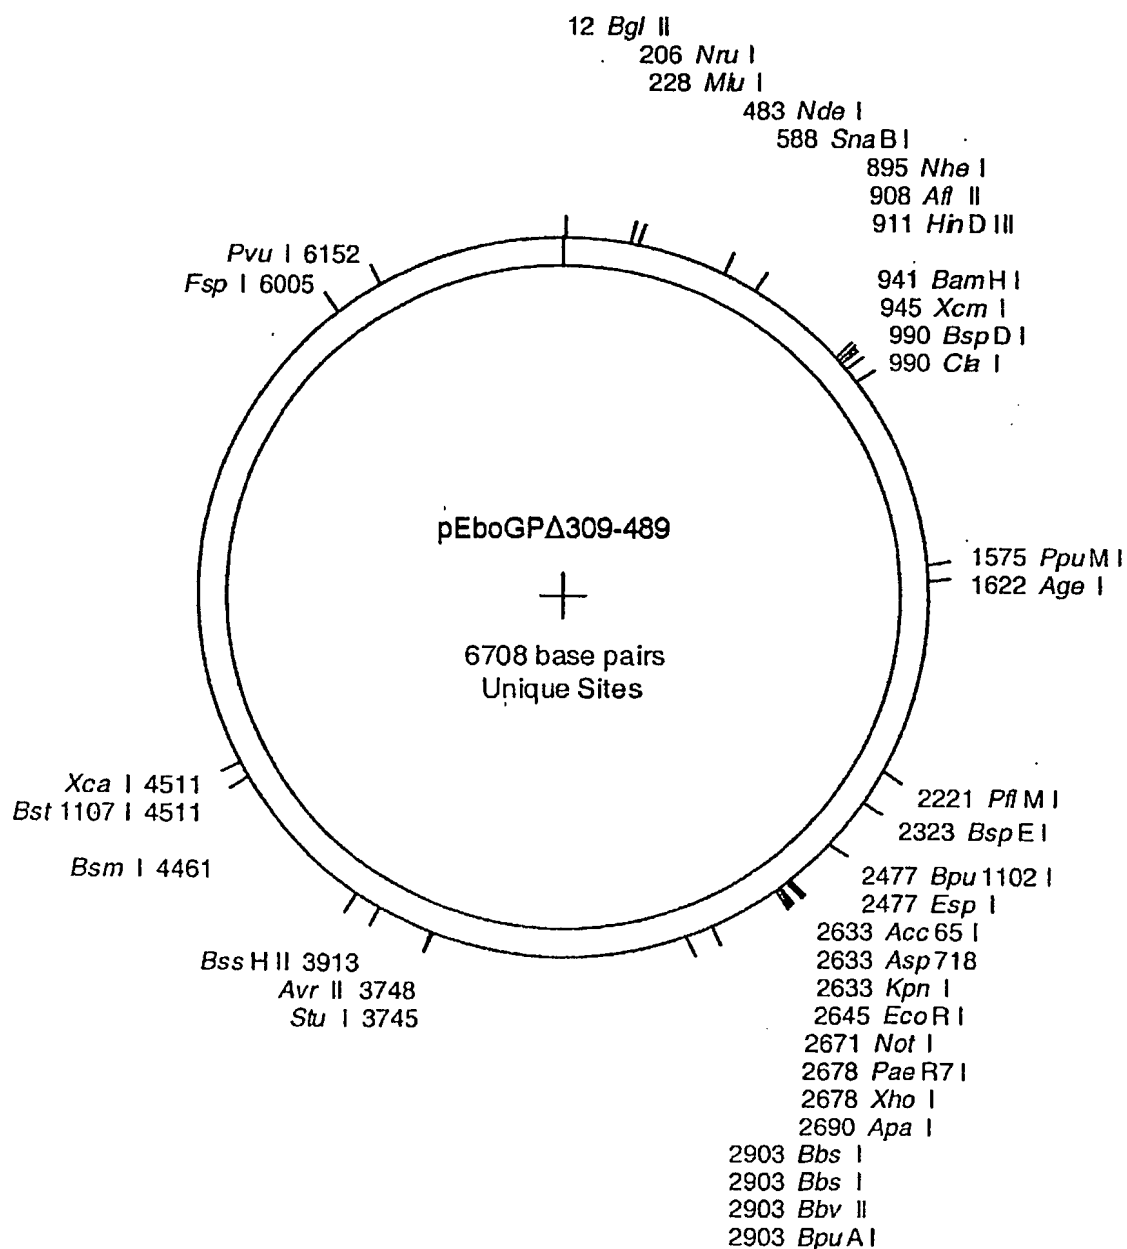 12 Bgl II
206 Nru I
228 Mlu I
483 Nde I
588 SnaB I
895 Nhe I
908 Afl II
911 HinD III
941 BamH I
945 Xcm I
990 BspD I
990 Cla I
Pvu I 6152
Fsp I 6005
pEboGPΔ309-489
6708 base pairs
Unique Sites
1575 PpuM I
1622 Age I
Xca I 4511
Bst 1107 I 4511
Bsm I 4461
BssH II 3913
Avr II 3748
Stu I 3745
2221 PflM I
2323 BspE I
2477 Bpu1102 I
2477 Esp I
2633 Acc65 I
2633 Asp718
2633 Kpn I
2645 EcoR I
2671 Not I
2678 PaeR7 I
2678 Xho I
2690 Apa I
2903 Bbs I
2903 Bbs I
2903 Bbv II
2903 BpuA I